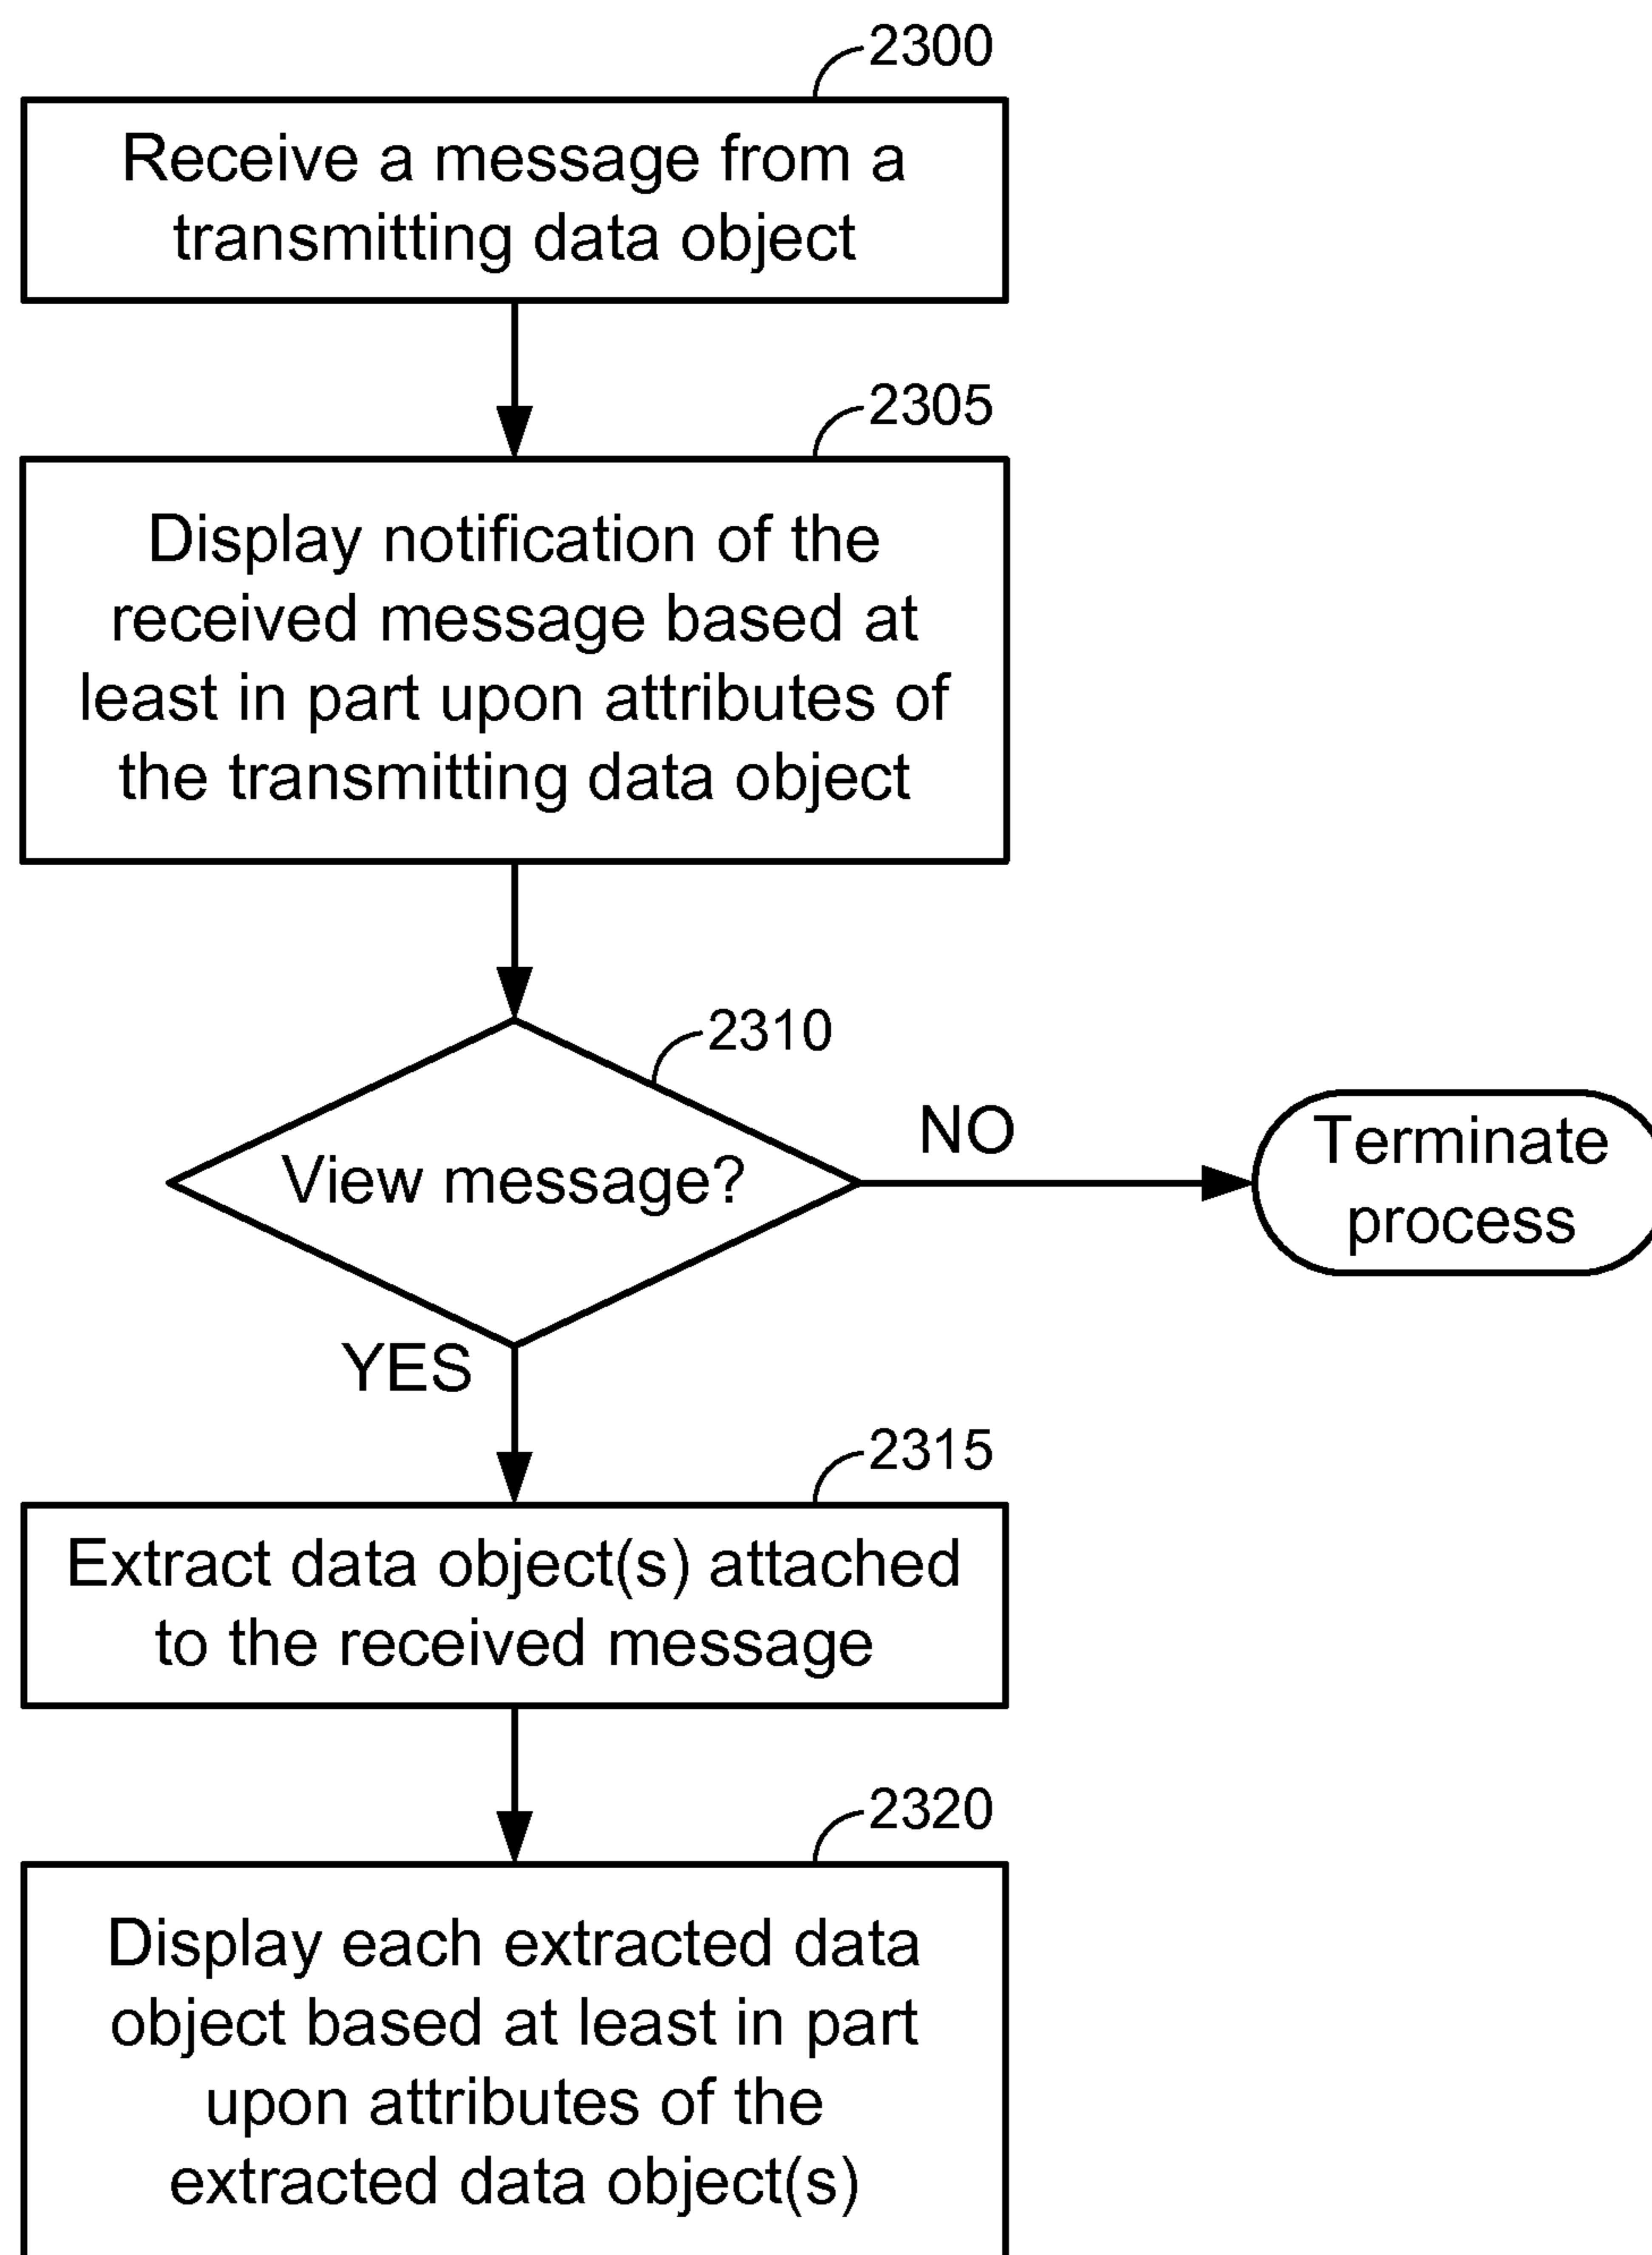 2300
Receive a message from a
transmitting data object
2305
Display notification of the
received message based at
least in part upon attributes of
the transmitting data object
2310
View message?
NO
Terminate
process
YES
2315
Extract data object(s) attached
to the received message
2320
Display each extracted data
object based at least in part
upon attributes of the
extracted data object(s)